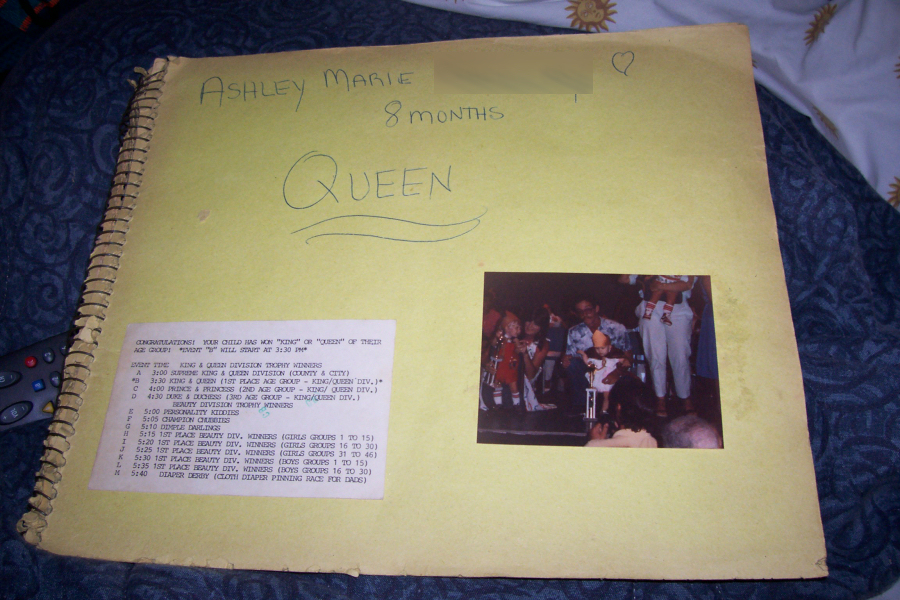 ASHLEY MARIE
8 MONTHS
QUEEN
CONGRATULATIONS! YOUR CHILD HAS WON "KING" OR "QUEEN" OF THEIR
AGE GROUP! *EVENT "B" WILL START AT 3:30 PM*
EVENT TIME KING & QUEEN DIVISION TROPHY WINNERS
A 3:00 SUPREME KING & QUEEN DIVISION (COUNTY & CITY)
*B 3:30 KING & QUEEN (1ST PLACE AGE GROUP - KING/QUEEN DIV.)*
C 4:00 PRINCE & PRINCESS (2ND AGE GROUP - KING/ QUEEN DIV.)
D 4:30 DUKE & DUCHESS (3RD AGE GROUP - KING/QUEEN DIV.)
BEAUTY DIVISION TROPHY WINNERS
E 5:00 PERSONALITY KIDDIES
F 5:05 CHAMPION CHUBBIES
G 5:10 DIMPLE DARLINGS
H 5:15 1ST PLACE BEAUTY DIV. WINNERS (GIRLS GROUPS 1 TO 15)
I 5:20 1ST PLACE BEAUTY DIV. WINNERS (GIRLS GROUPS 16 TO 30)
J 5:25 1ST PLACE BEAUTY DIV. WINNERS (GIRLS GROUPS 31 TO 46)
K 5:30 1ST PLACE BEAUTY DIV. WINNERS (BOYS GROUPS 1 TO 15)
L 5:35 1ST PLACE BEAUTY DIV. WINNERS (BOYS GROUPS 16 TO 30)
M 5:40 DIAPER DERBY (CLOTH DIAPER PINNING RACE FOR DADS)